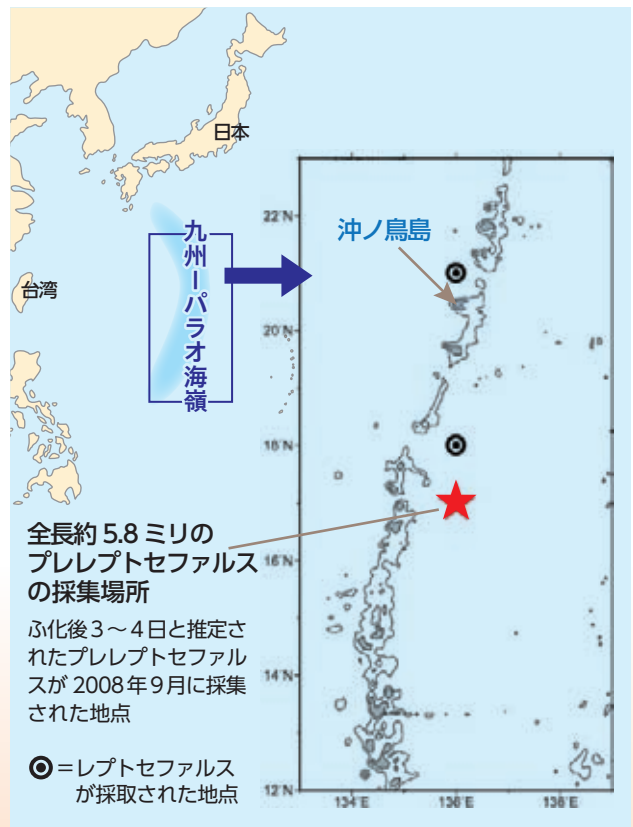 日本
台湾
九州ーパラオ海嶺
沖ノ鳥島
22˚N
20˚N
18˚N
16˚N
14˚N
12˚N
134˚E
136˚E
138˚E
全長約5.8ミリの
プレレプトセファルス
の採集場所
ふ化後3〜4日と推定さ
れたプレレプトセファル
スが2008年9月に採集
された地点
◎=レプトセファルス
が採取された地点